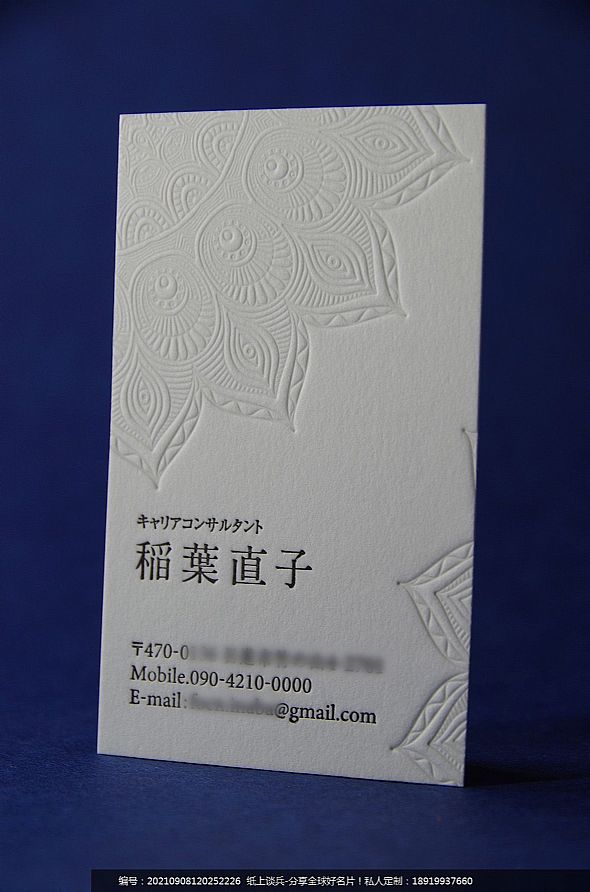 キャリアコンサルタント
稲葉直子
〒470-0
Mobile.090-4210-0000
E-mail: @gmail.com
编号：20210908120252226 纸上谈兵-分享全球好名片！私人定制：18919937660